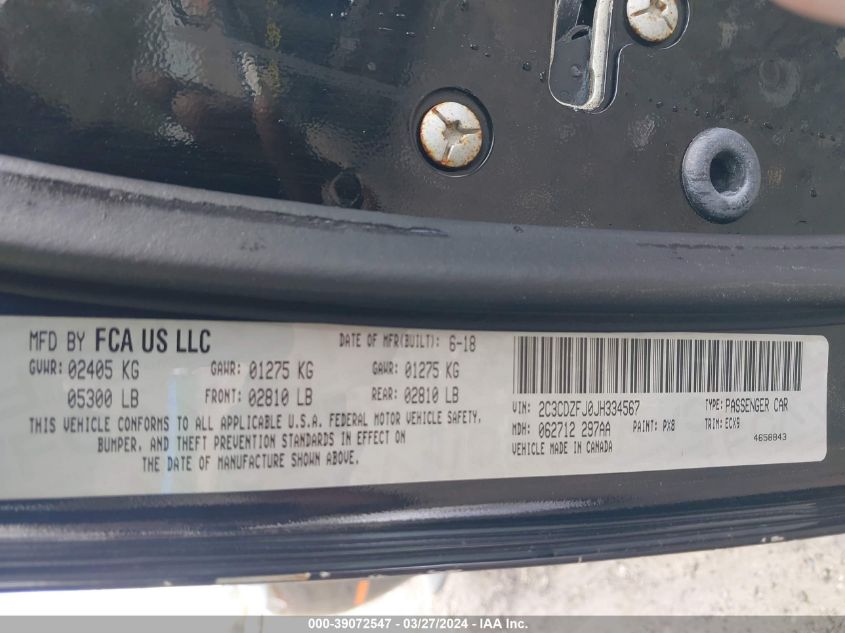 MFD BY FCA US LLC
DATE OF MFR(BUILT): 6-18
GVWR: 02405 KG GAWR: 01275 KG GAWR: 01275 KG
05300 LB FRONT: 02810 LB REAR: 02810 LB
THIS VEHICLE CONFORMS TO ALL APPLICABLE U.S.A. FEDERAL MOTOR VEHICLE SAFETY,
BUMPER, AND THEFT PREVENTION STANDARDS IN EFFECT ON
THE DATE OF MANUFACTURE SHOWN ABOVE.
VIN: 2C3CDZFJ0JH334567 TYPE: PASSENGER CAR
MDH: 062712 297AA PAINT: PX8 TRIM: ECX9
VEHICLE MADE IN CANADA 4658843
000-39072547 - 03/27/2024 - IAA Inc.